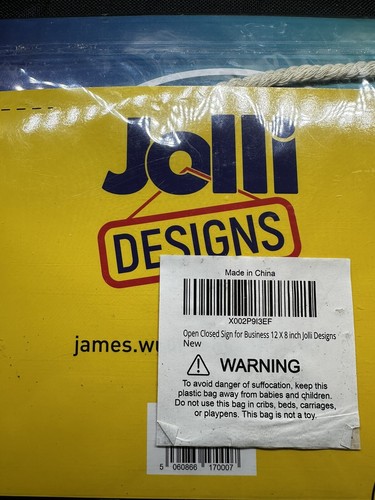 Jolli
DESIGNS
Made in China
X002P9I3EF
Open Closed Sign for Business 12 X 8 inch Jolli Designs
New
WARNING
To avoid danger of suffocation, keep this
plastic bag away from babies and children.
Do not use this bag in cribs, beds, carriages,
or playpens. This bag is not a toy.
5 060866 170007